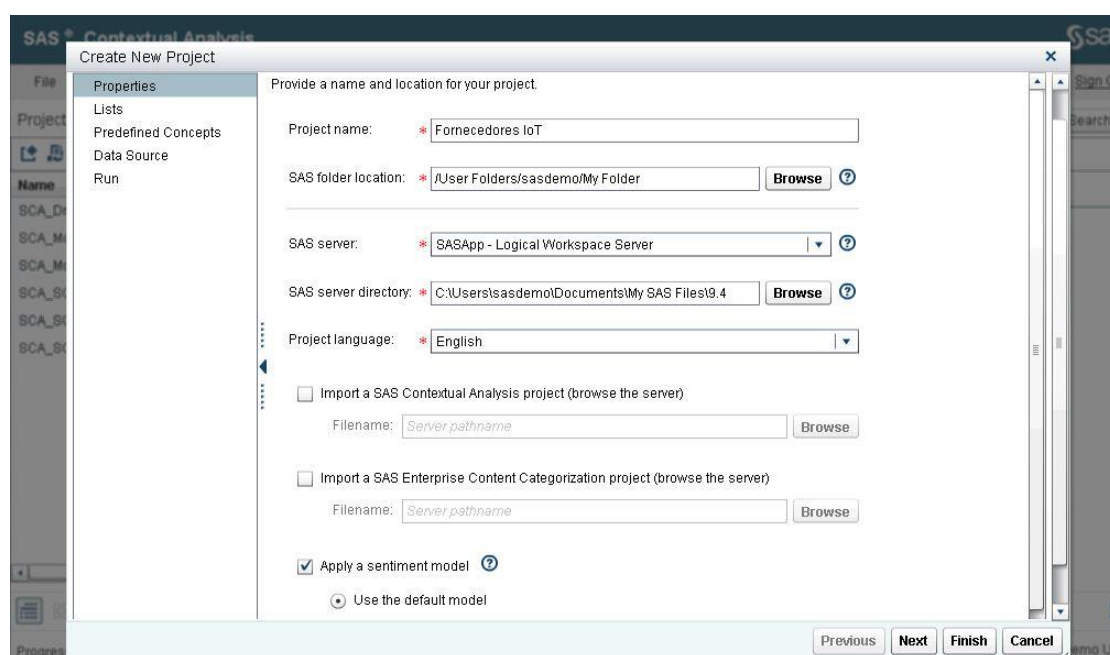 SAS® Contextual Analysis
Create New Project
File
Properties
Lists
Predefined Concepts
Data Source
Run
Project
Name
Provide a name and location for your project.
Project name: * Fornecedores IoT
SAS folder location: * /User Folders/sasdemo/My Folder Browse ?
SAS server: * SASApp - Logical Workspace Server ?
SAS server directory: * C:\Users\sasdemo\Documents\My SAS Files\9.4 Browse ?
Project language: * English
Import a SAS Contextual Analysis project (browse the server)
Filename: Server pathname Browse
Import a SAS Enterprise Content Categorization project (browse the server)
Filename: Server pathname Browse
Apply a sentiment model ?
Use the default model
Previous Next Finish Cancel
Search